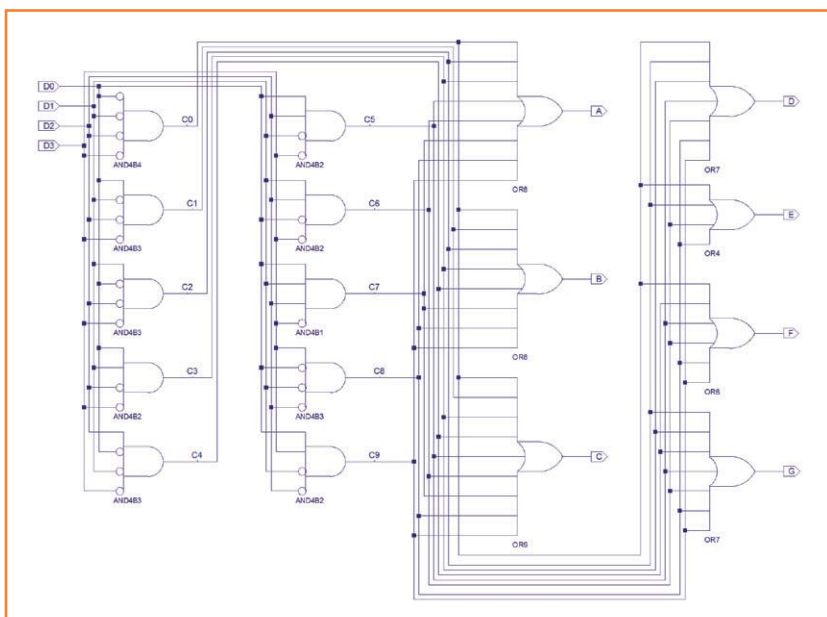 D0
D1
D2
D3
C0
AND4B4
C1
AND4B3
C2
AND4B3
C3
AND4B2
C4
AND4B3
C5
AND4B2
C6
AND4B2
C7
AND4B1
C8
AND4B3
C9
AND4B2
A
OR8
B
OR8
C
OR9
D
OR7
E
OR4
F
OR6
G
OR7